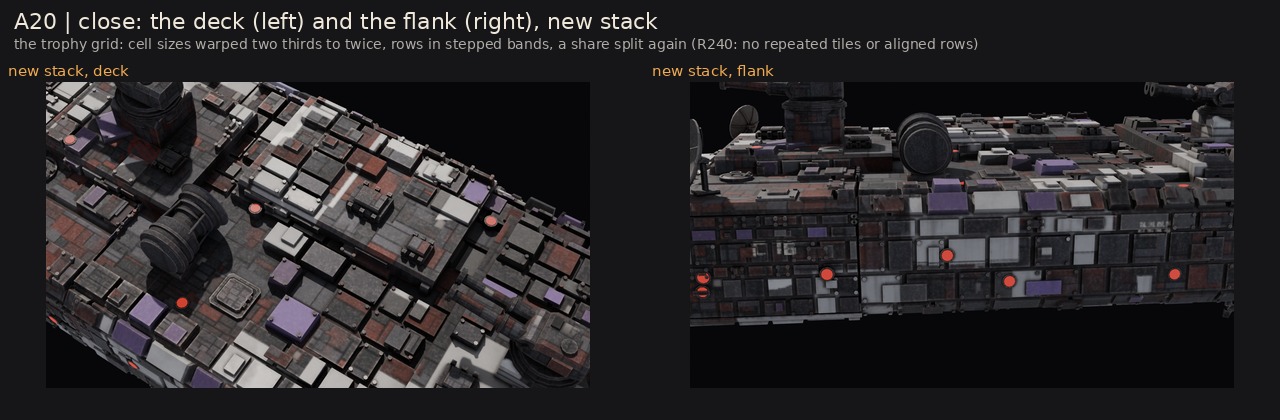 A20 | close: the deck (left) and the flank (right), new stack
the trophy grid: cell sizes warped two thirds to twice, rows in stepped bands, a share split again (R240: no repeated tiles or aligned rows)
new stack, deck
new stack, flank